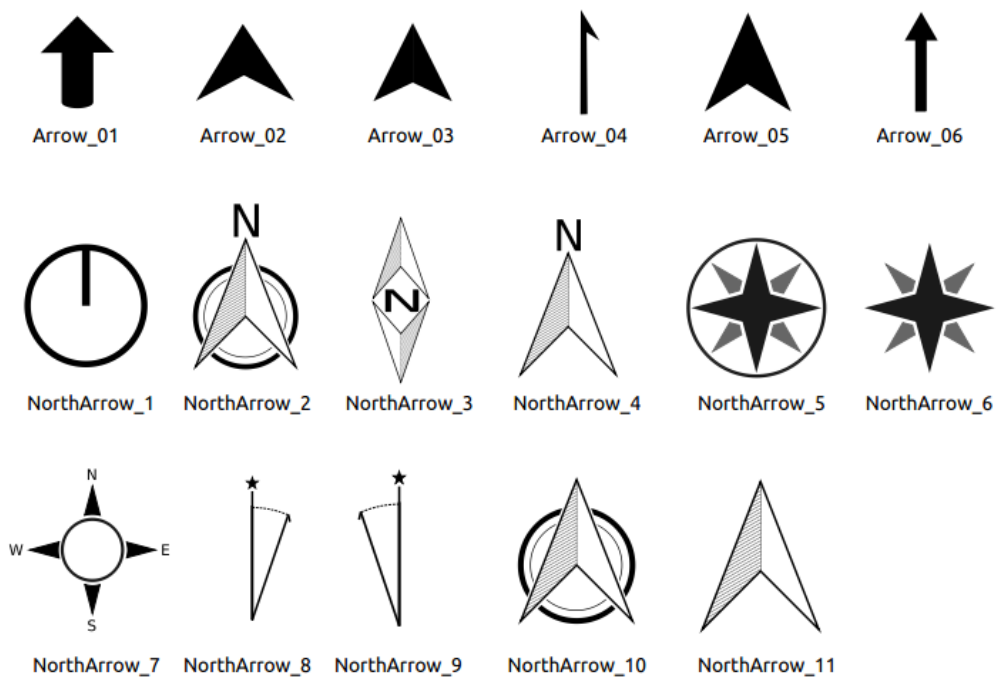 Arrow_01 Arrow_02 Arrow_03 Arrow_04 Arrow_05 Arrow_06
N N
N
NorthArrow_1 NorthArrow_2 NorthArrow_3 NorthArrow_4 NorthArrow_5 NorthArrow_6
N
W E
S
NorthArrow_7 NorthArrow_8 NorthArrow_9 NorthArrow_10 NorthArrow_11